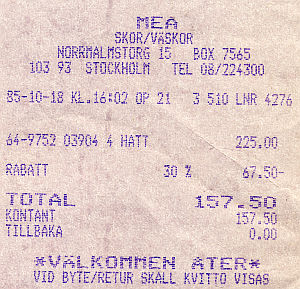 MEA
SKOR/VÄSKOR
NORRMALMSTORG 15 BOX 7565
103 93 STOCKHOLM TEL 08/224300
85-10-18 KL.16:02 OP 21 3 510 LNR 4276
64-9753 03904 4 HATT 225.00
RABATT 30 % 67.50-
TOTAL 157.50
KONTANT 157.50
TILLBAKA 0.00
*VÄLKOMMEN ÅTER*
VID BYTE/RETUR SKALL KVITTO VISAS